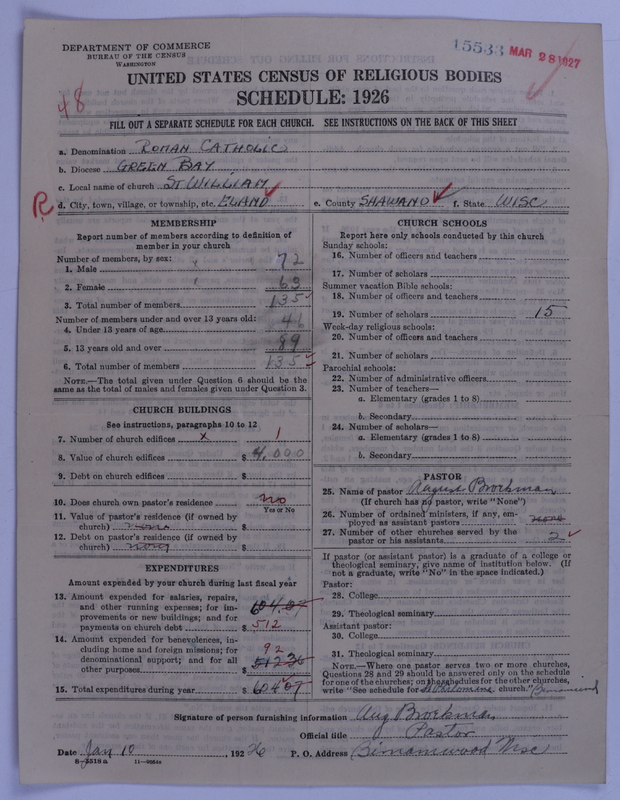 DEPARTMENT OF COMMERCE
BUREAU OF THE CENSUS
WASHINGTON
15533 MAR 28 1927
48
UNITED STATES CENSUS OF RELIGIOUS BODIES
SCHEDULE: 1926
FILL OUT A SEPARATE SCHEDULE FOR EACH CHURCH. SEE INSTRUCTIONS ON THE BACK OF THIS SHEET
a. Denomination ROMAN CATHOLIC
b. Diocese GREEN BAY
c. Local name of church ST WILLIAM
R
d. City, town, village, or township, etc. ELAND e. County SHAWANO f. State WISC
MEMBERSHIP
Report number of members according to definition of
member in your church
Number of members, by sex:
1. Male 72
2. Female 63
3. Total number of members 135
Number of members under and over 13 years old:
4. Under 13 years of age 46
5. 13 years old and over 89
6. Total number of members 135
NOTE.—The total given under Question 6 should be the
same as the total of males and females given under Question 3.
CHURCH BUILDINGS
See instructions, paragraphs 10 to 12
7. Number of church edifices x 1
8. Value of church edifices $ 4,000
9. Debt on church edifices $
10. Does church own pastor's residence no
Yes or No
11. Value of pastor's residence (if owned by
church) none $
12. Debt on pastor's residence (if owned by
church) none $
EXPENDITURES
Amount expended by your church during last fiscal year
13. Amount expended for salaries, repairs,
and other running expenses; for im-
provements or new buildings; and for
payments on church debt $ 604.07
512
14. Amount expended for benevolences, in-
cluding home and foreign missions; for
denominational support; and for all
other purposes $ 92
512 36
15. Total expenditures during year $ 604 07
CHURCH SCHOOLS
Report here only schools conducted by this church
Sunday schools:
16. Number of officers and teachers
17. Number of scholars
Summer vacation Bible schools:
18. Number of officers and teachers
19. Number of scholars 15
Week-day religious schools:
20. Number of officers and teachers
21. Number of scholars
Parochial schools:
22. Number of administrative officers
23. Number of teachers—
a. Elementary (grades 1 to 8)
b. Secondary
24. Number of scholars—
a. Elementary (grades 1 to 8)
b. Secondary
PASTOR
25. Name of pastor August Brockman
(If church has no pastor, write "None")
26. Number of ordained ministers, if any, em-
ployed as assistant pastors none
27. Number of other churches served by the
pastor or his assistants 2
If pastor (or assistant pastor) is a graduate of a college or
theological seminary, give name of institution below. (If
not a graduate, write "No" in the space indicated.)
Pastor:
28. College
29. Theological seminary
Assistant pastor:
30. College
31. Theological seminary
NOTE.—Where one pastor serves two or more churches,
Questions 28 and 29 should be answered only on the schedule
for one of the churches; on the schedules for the other churches,
write "See schedule for St Philomine church." Birnamwood
Signature of person furnishing information Aug Brockman
Official title Pastor
Date Jan 10, 1926 P. O. Address Birnamwood Wisc
8-5518a 11-9054a